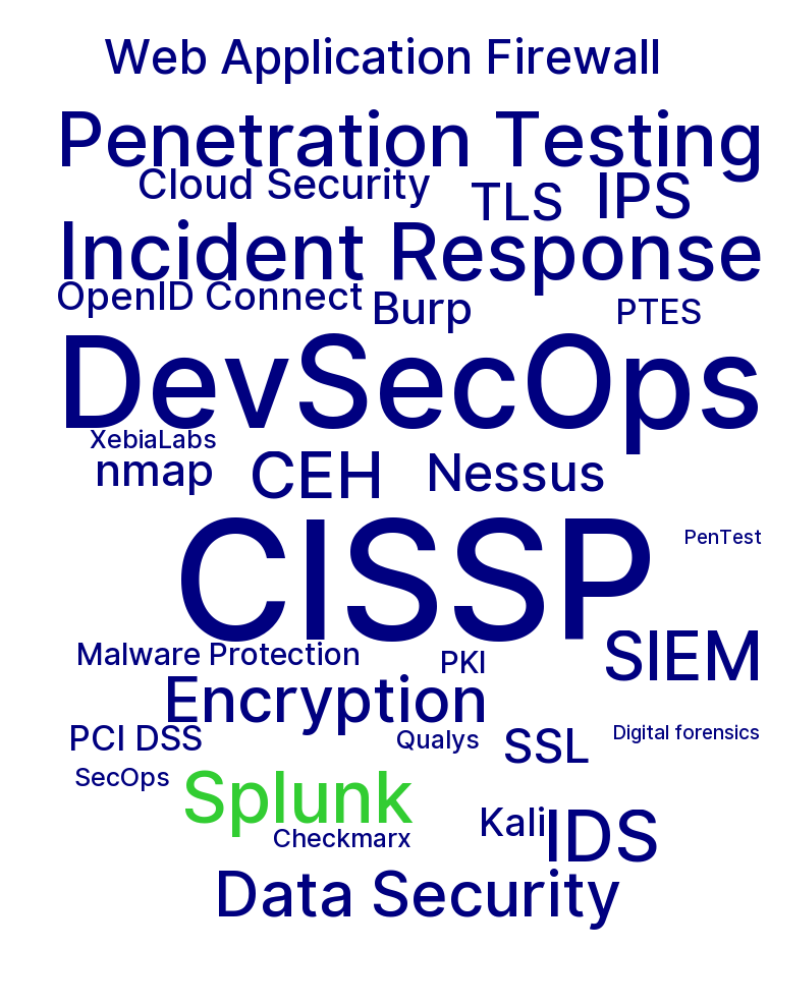 Web Application Firewall
Penetration Testing
Cloud Security
TLS
IPS
Incident Response
OpenID Connect
Burp
PTES
DevSecOps
XebiaLabs
nmap
CEH
Nessus
CISSP
PenTest
SIEM
Malware Protection
PKI
Encryption
PCI DSS
Qualys
SSL
Digital forensics
SecOps
Splunk
Kali
IDS
Checkmarx
Data Security